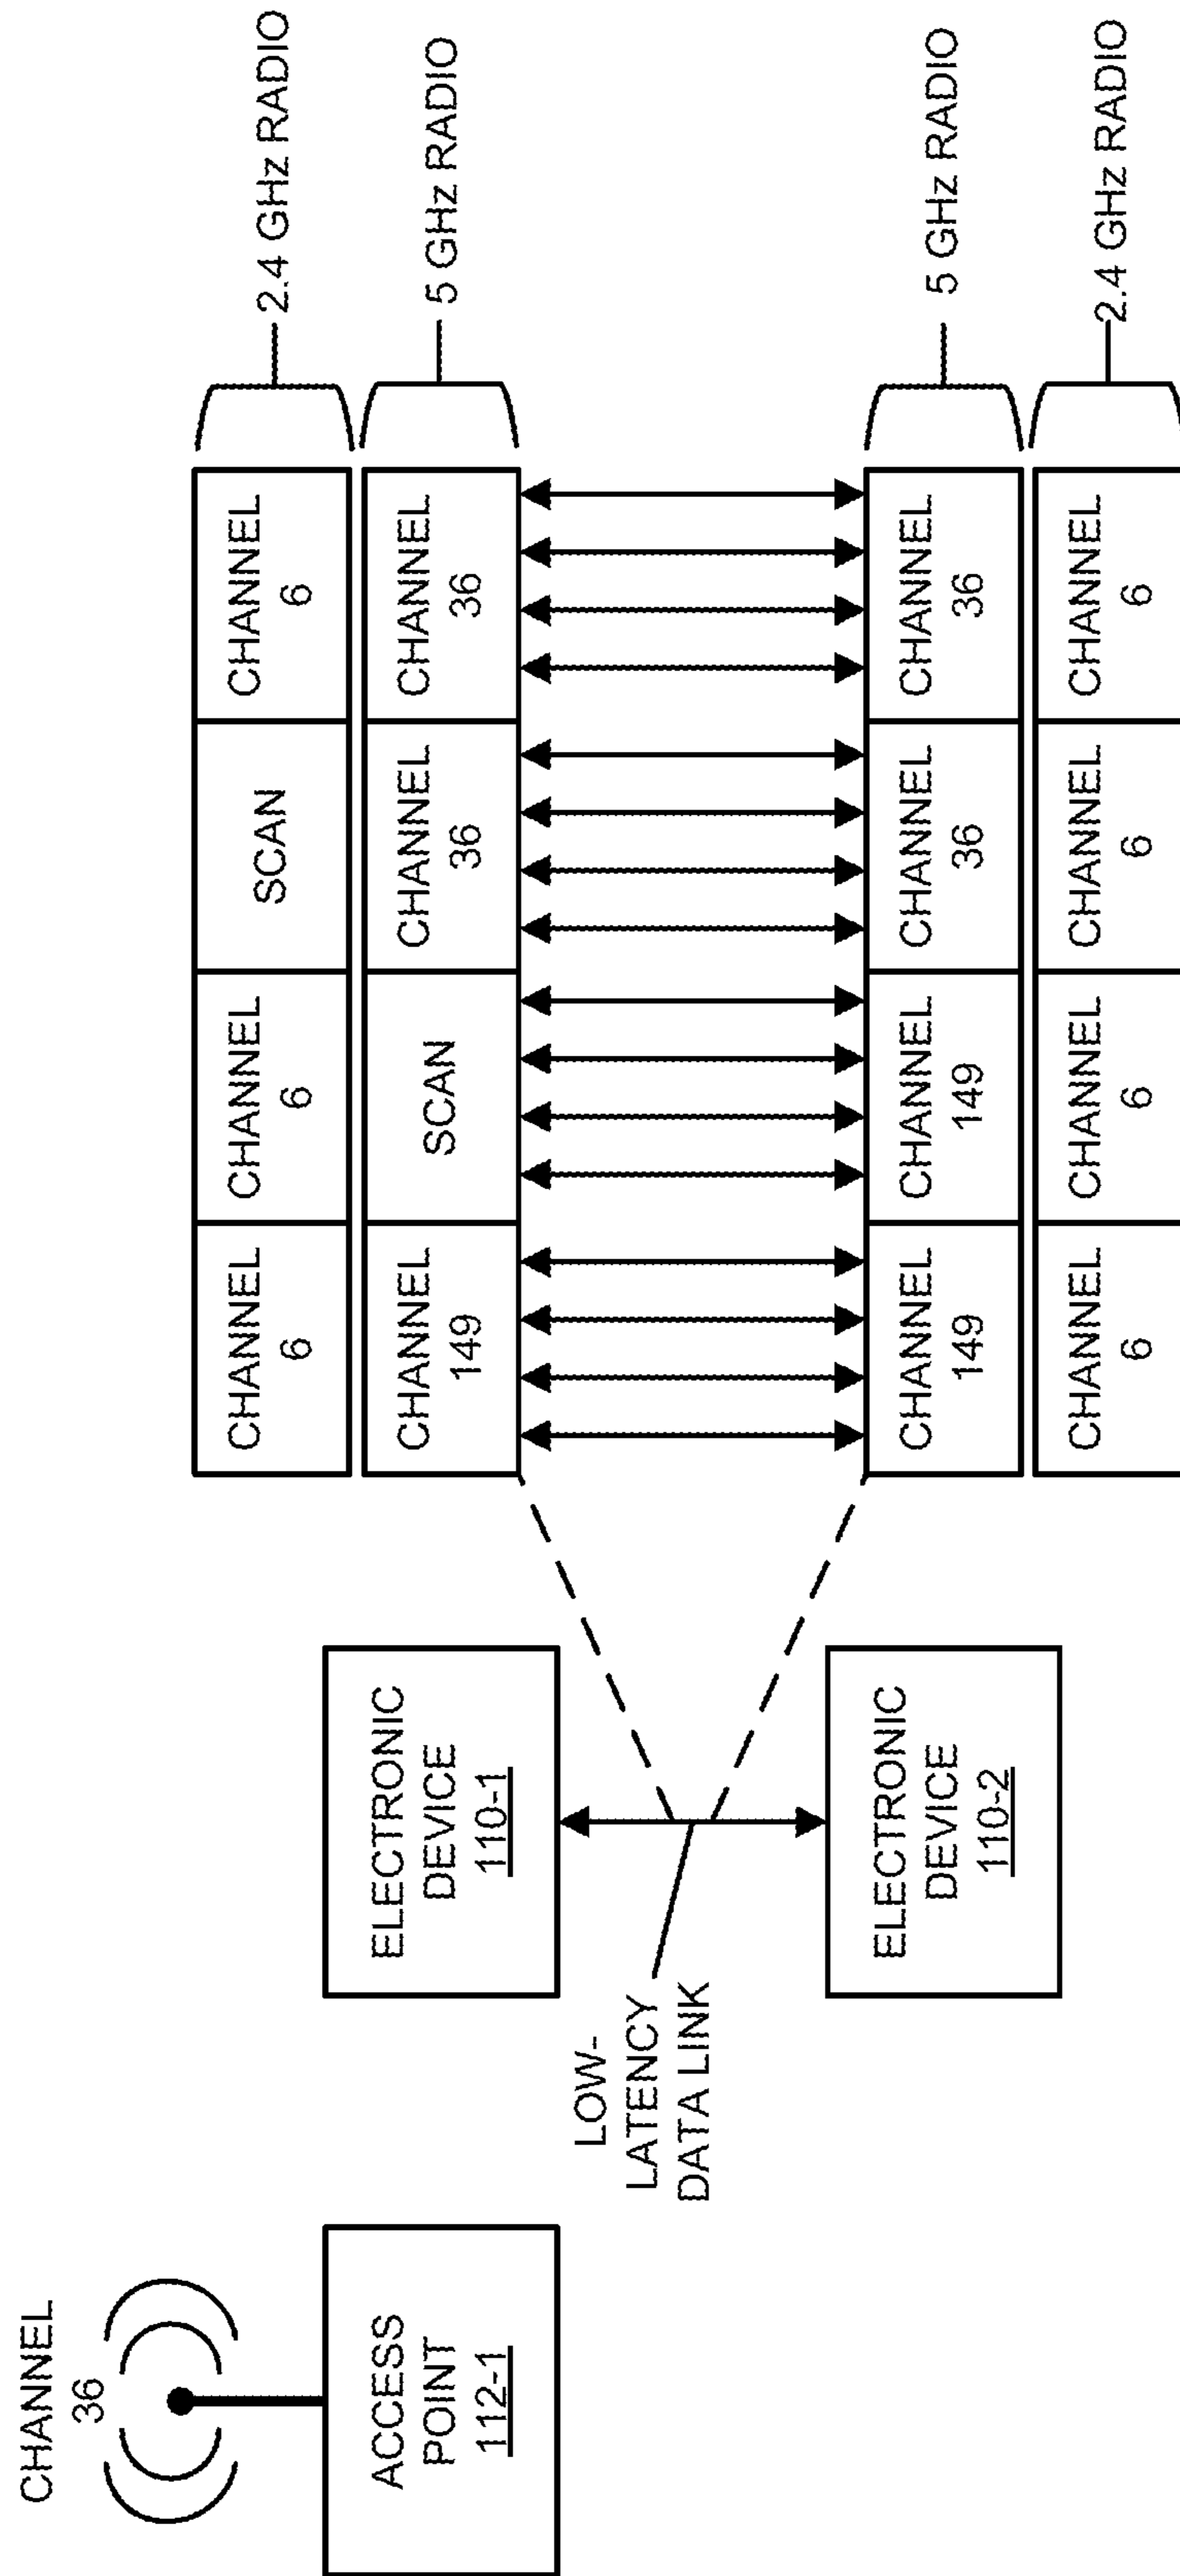 CHANNEL
36
ACCESS
POINT
112-1
ELECTRONIC
DEVICE
110-1
LOW-
LATENCY
DATA LINK
ELECTRONIC
DEVICE
110-2
CHANNEL
6
CHANNEL
6
SCAN
CHANNEL
6
2.4 GHz RADIO
CHANNEL
149
SCAN
CHANNEL
36
CHANNEL
36
5 GHz RADIO
CHANNEL
149
CHANNEL
149
CHANNEL
36
CHANNEL
36
5 GHz RADIO
CHANNEL
6
CHANNEL
6
CHANNEL
6
CHANNEL
6
2.4 GHz RADIO